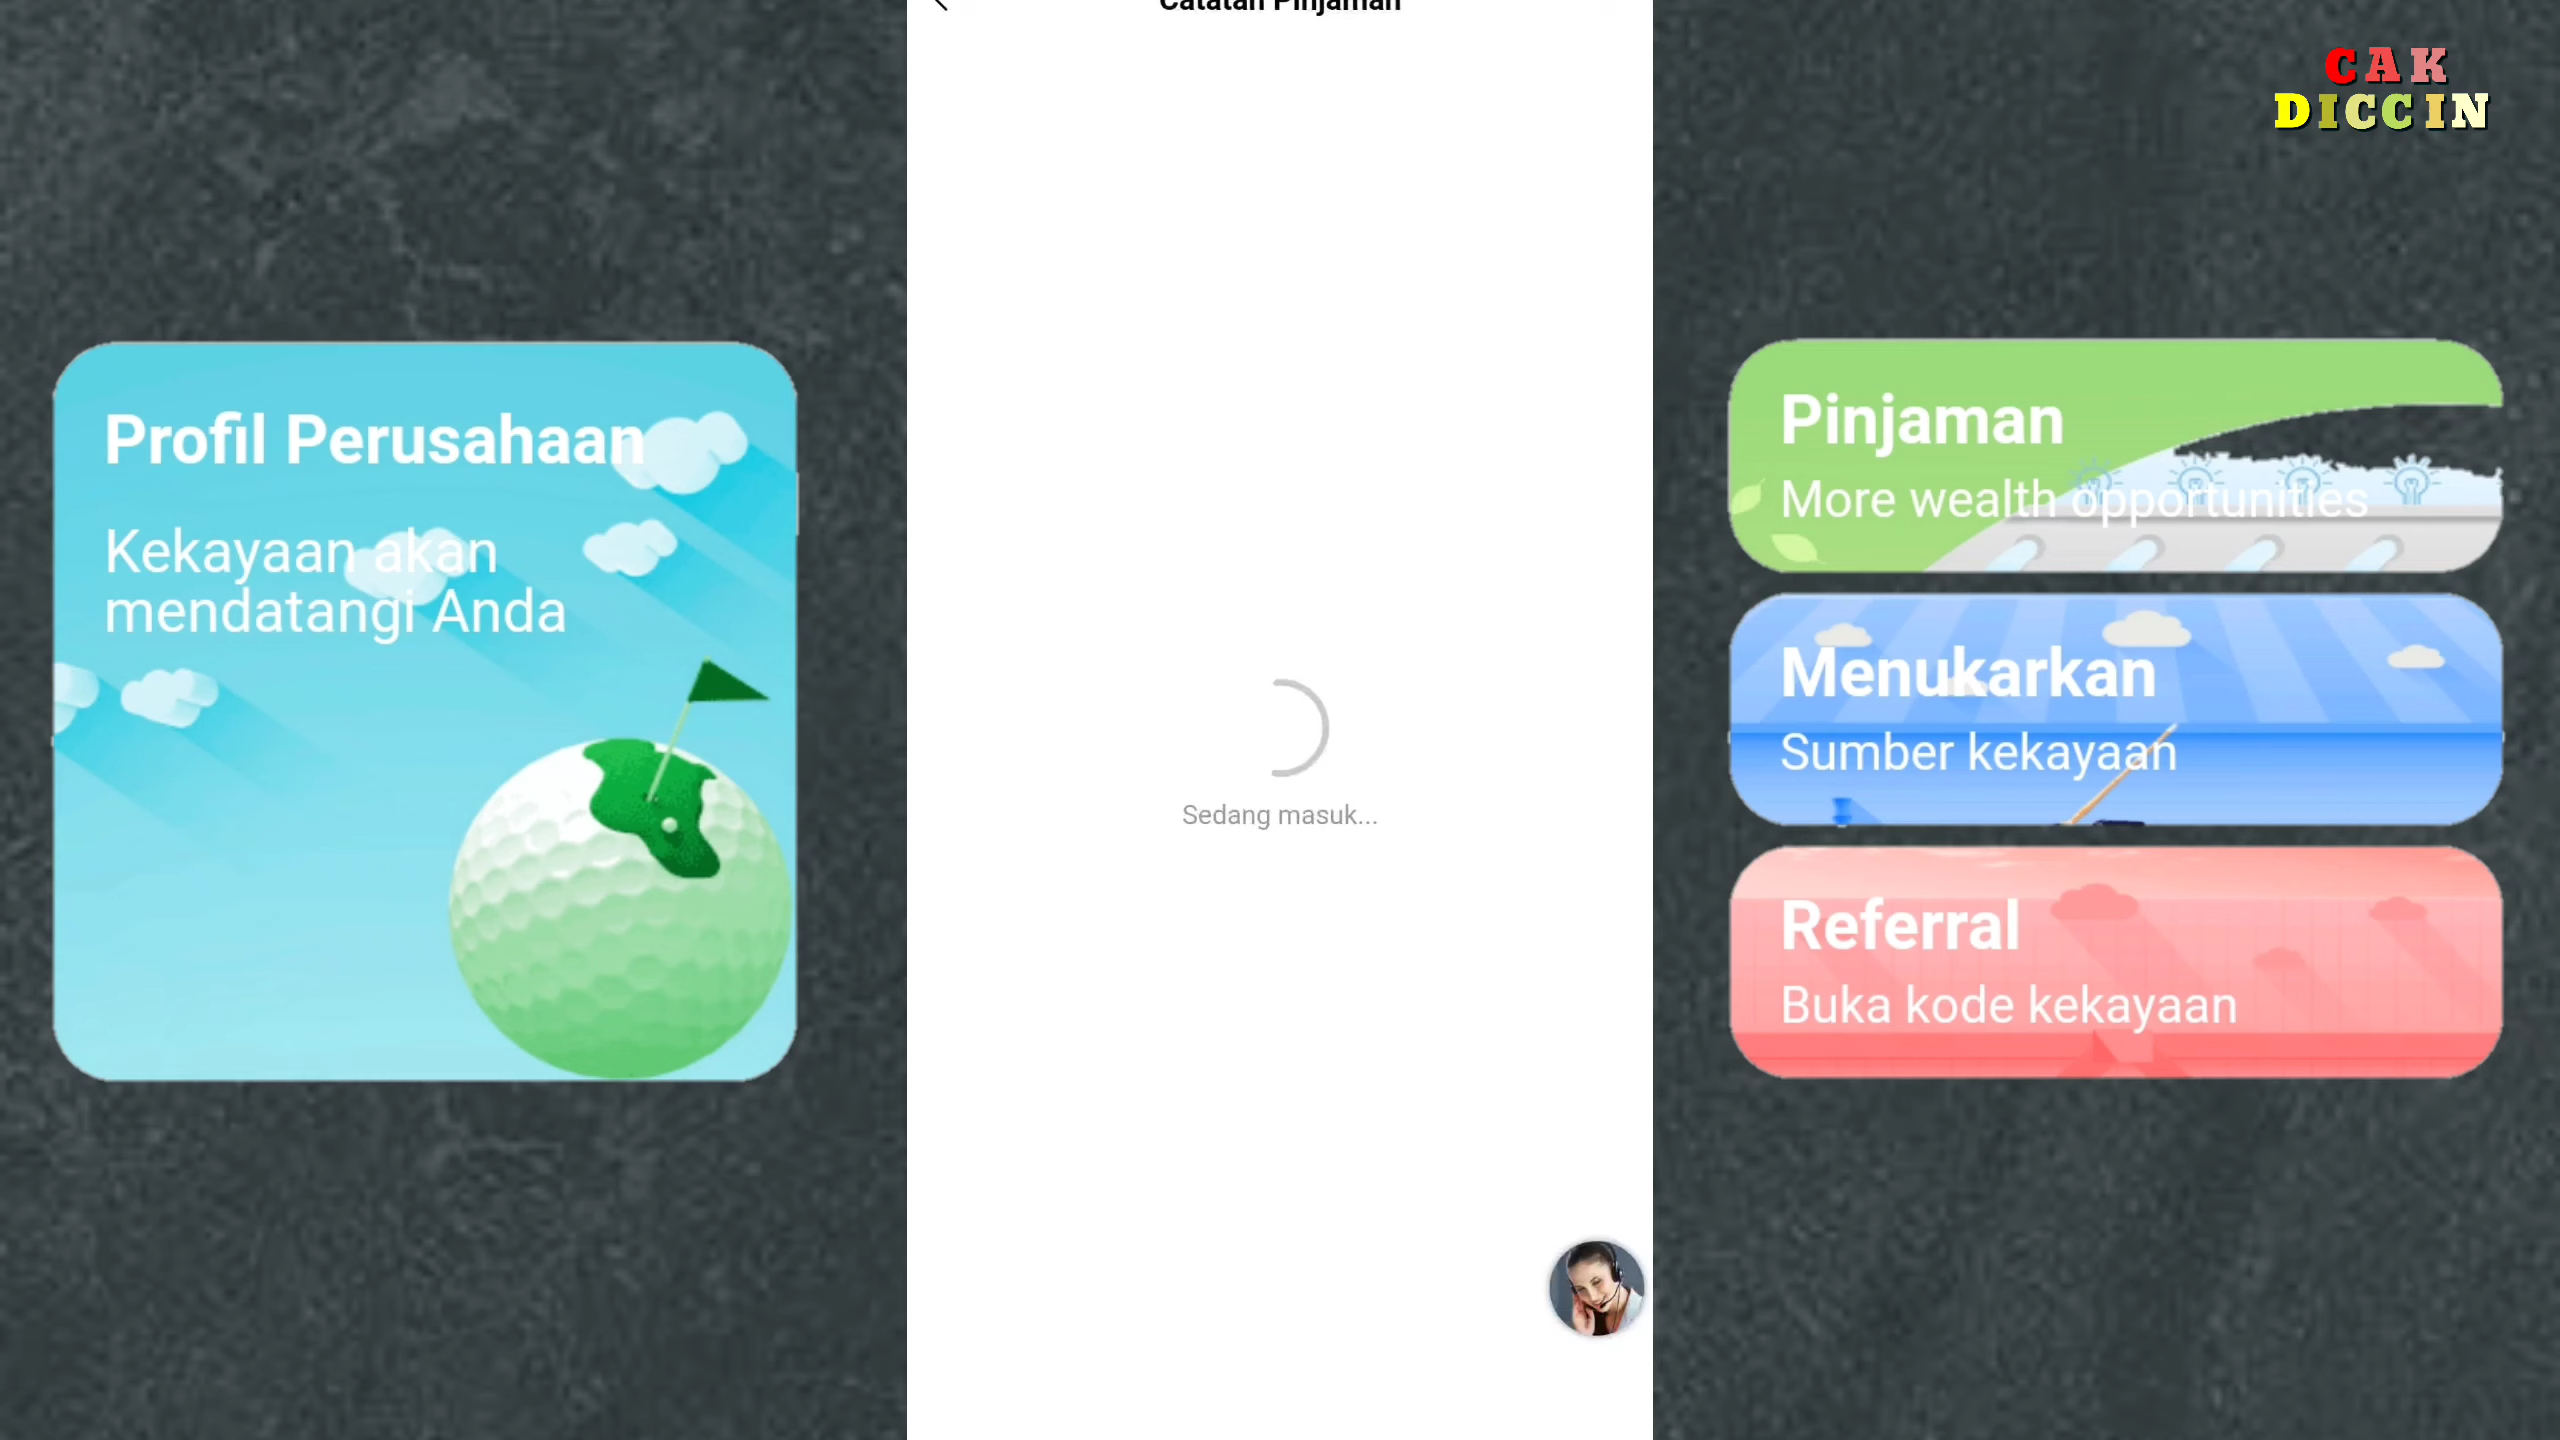 Catatan Pinjaman
CAK
DICCIN
Profil Perusahaan
Kekayaan akan
mendatangi Anda
Sedang masuk...
Pinjaman
More wealth opportunities
Menukarkan
Sumber kekayaan
Referral
Buka kode kekayaan